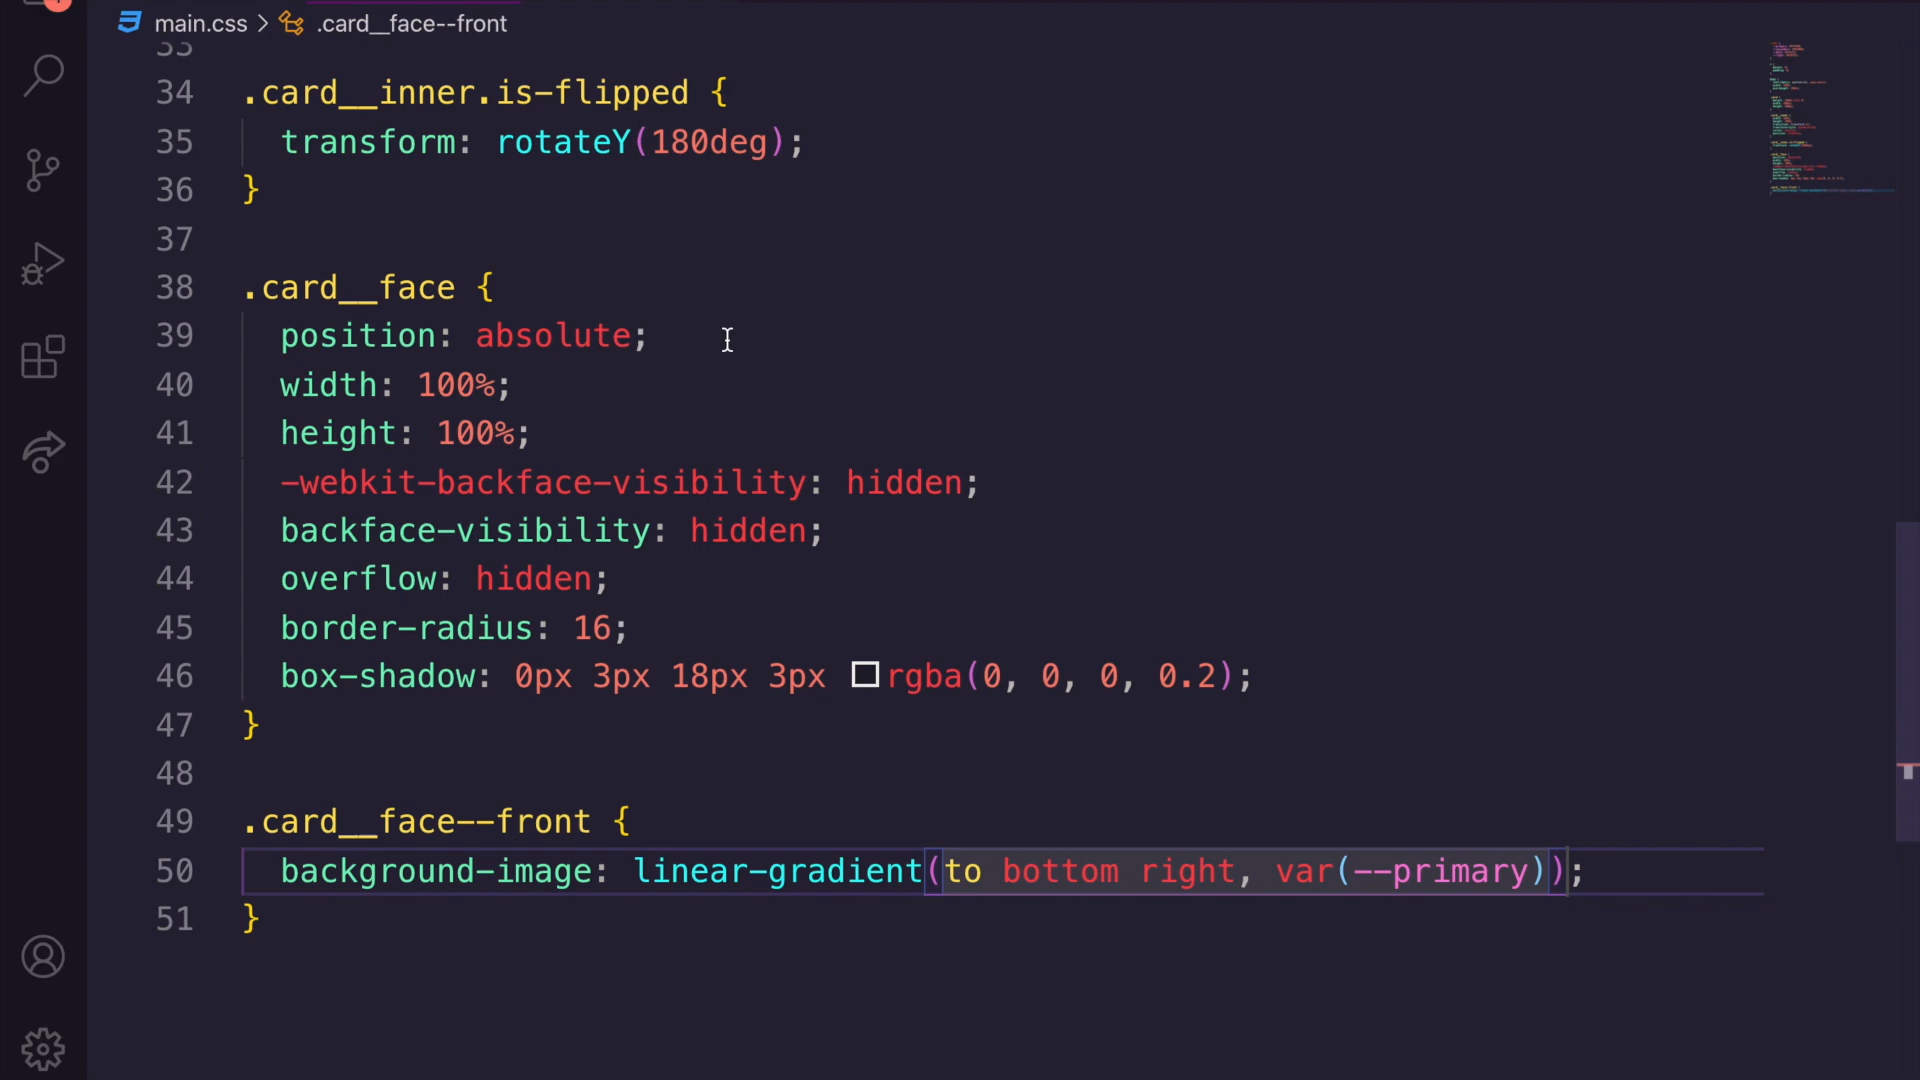 main.css > .card__face--front
33
34 .card__inner.is-flipped {
35 transform: rotateY(180deg);
36 }
37
38 .card__face {
39 position: absolute;
40 width: 100%;
41 height: 100%;
42 -webkit-backface-visibility: hidden;
43 backface-visibility: hidden;
44 overflow: hidden;
45 border-radius: 16;
46 box-shadow: 0px 3px 18px 3px rgba(0, 0, 0, 0.2);
47 }
48
49 .card__face--front {
50 background-image: linear-gradient(to bottom right, var(--primary));
51 }